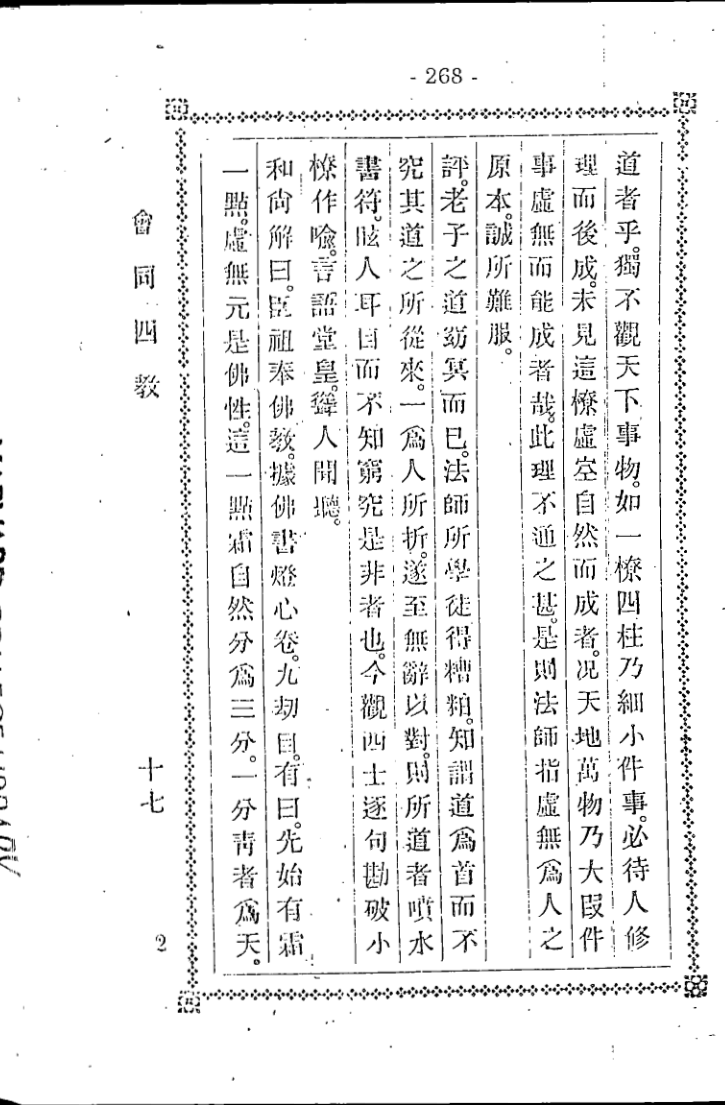 - 268 -
道者乎。獨不觀天下事物。如一橑四柱乃細小件事。必待人修
理而後成。未見這橑虛空自然而成者。况天地萬物乃大段件
事虛無而能成者哉。此理不通之甚。是則法師指虛無爲人之
原本。誠所難服。
評。老子之道窈冥而已。法師所學徒得糟粕。知謂道爲首而不
究其道之所從來。一爲人所折。遂至無辭以對。則所道者噴水
書符。眩人耳目而不知窮究是非者也。今觀西士逐句勘破小
橑作喩。言語堂皇。聳人聞聽。
和尙解曰。臣祖奉佛敎。據佛書燈心卷。九刼目。有曰。先始有霜
一點。虛無元是佛性。這一點霜自然分爲三分。一分靑者爲天。
會同四敎
十七
2